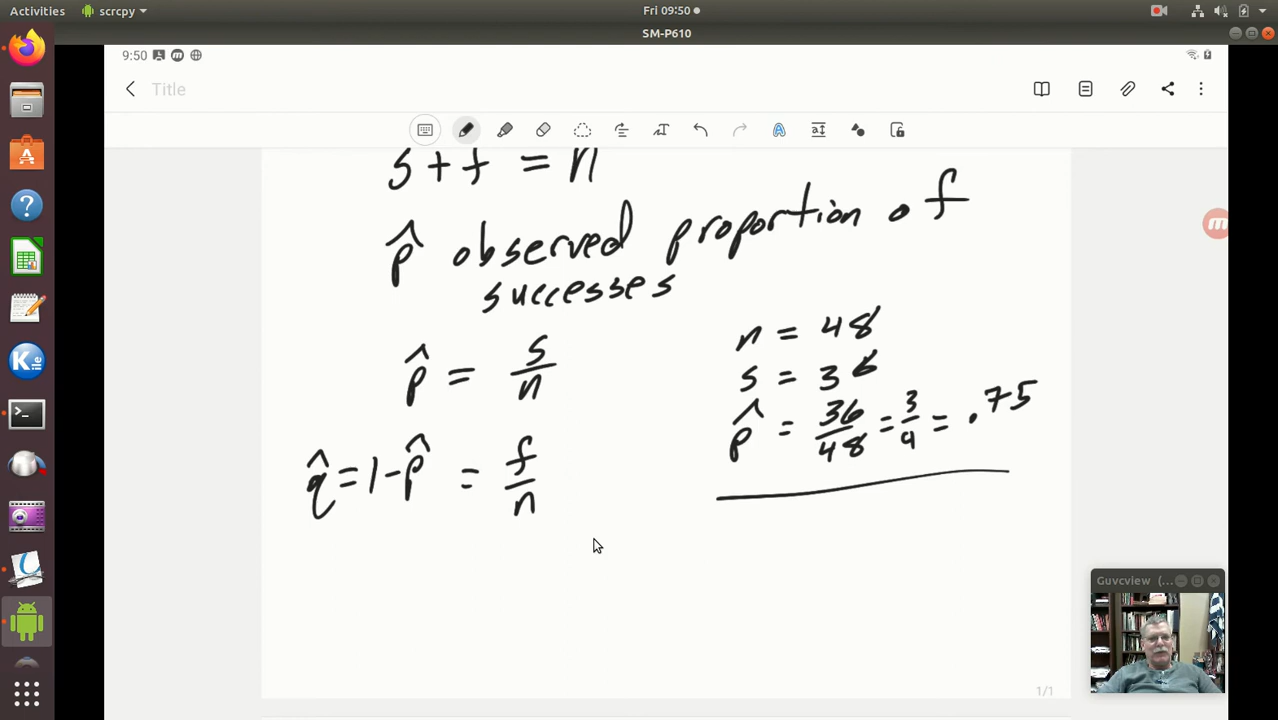 Activities scrcpy Fri 09:50
SM-P610
9:50
Title
s + f = n
p̂ observed proportion of
successes
p̂ = s/n
n = 48
s = 36
p̂ = 36/48 = 3/4 = .75
q̂ = 1 - p̂ = f/n
1/1
Guvcview (...